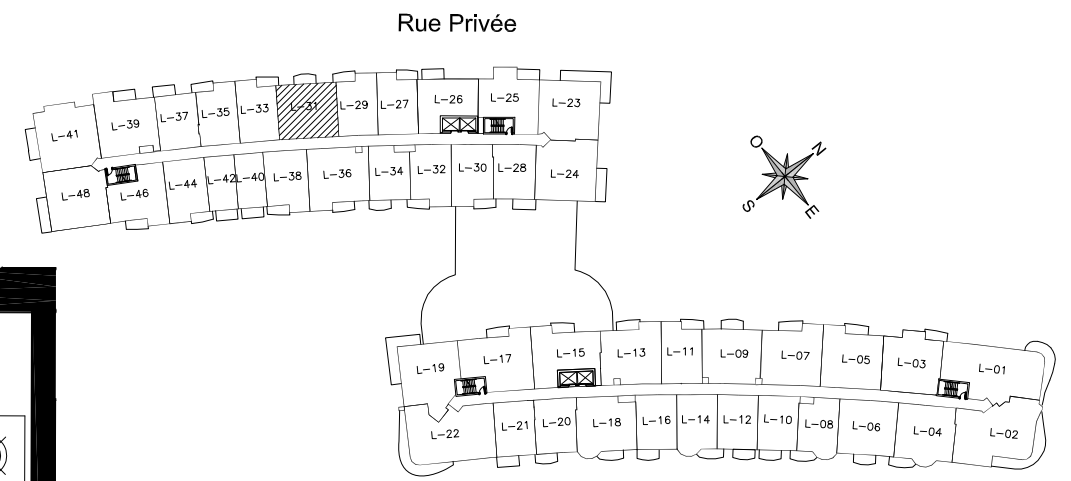 Rue Privée
L-41 L-39 L-37 L-35 L-33 L-31 L-29 L-27 L-26 L-25 L-23
L-48 L-46 L-44 L-42 L-40 L-38 L-36 L-34 L-32 L-30 L-28 L-24
O N
S E
L-19 L-17 L-15 L-13 L-11 L-09 L-07 L-05 L-03 L-01
L-22 L-21 L-20 L-18 L-16 L-14 L-12 L-10 L-08 L-06 L-04 L-02